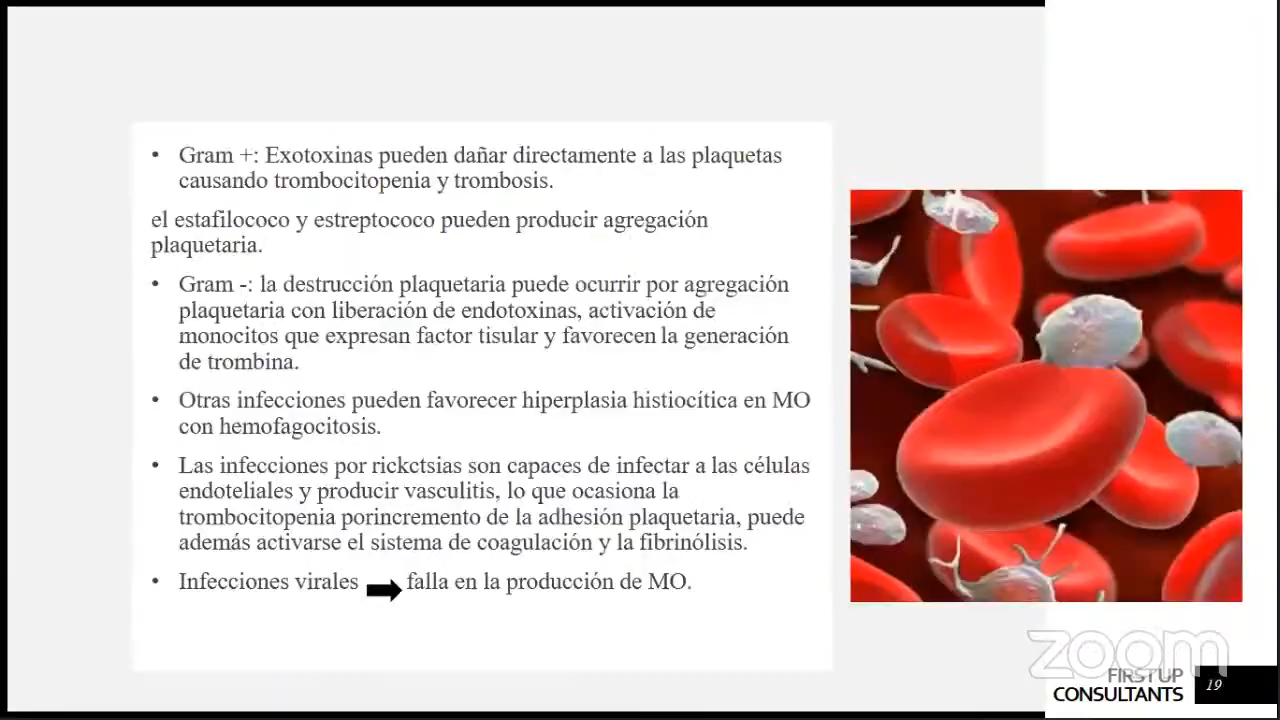 • Gram +: Exotoxinas pueden dañar directamente a las plaquetas
causando trombocitopenia y trombosis.
el estafilococo y estreptococo pueden producir agregación
plaquetaria.
• Gram -: la destrucción plaquetaria puede ocurrir por agregación
plaquetaria con liberación de endotoxinas, activación de
monocitos que expresan factor tisular y favorecen la generación
de trombina.
• Otras infecciones pueden favorecer hiperplasia histiocítica en MO
con hemofagocitosis.
• Las infecciones por rickctsias son capaces de infectar a las células
endoteliales y producir vasculitis, lo que ocasiona la
trombocitopenia porincremento de la adhesión plaquetaria, puede
además activarse el sistema de coagulación y la fibrinólisis.
• Infecciones virales ➡ falla en la producción de MO.
zoom
FIRST UP
CONSULTANTS
19